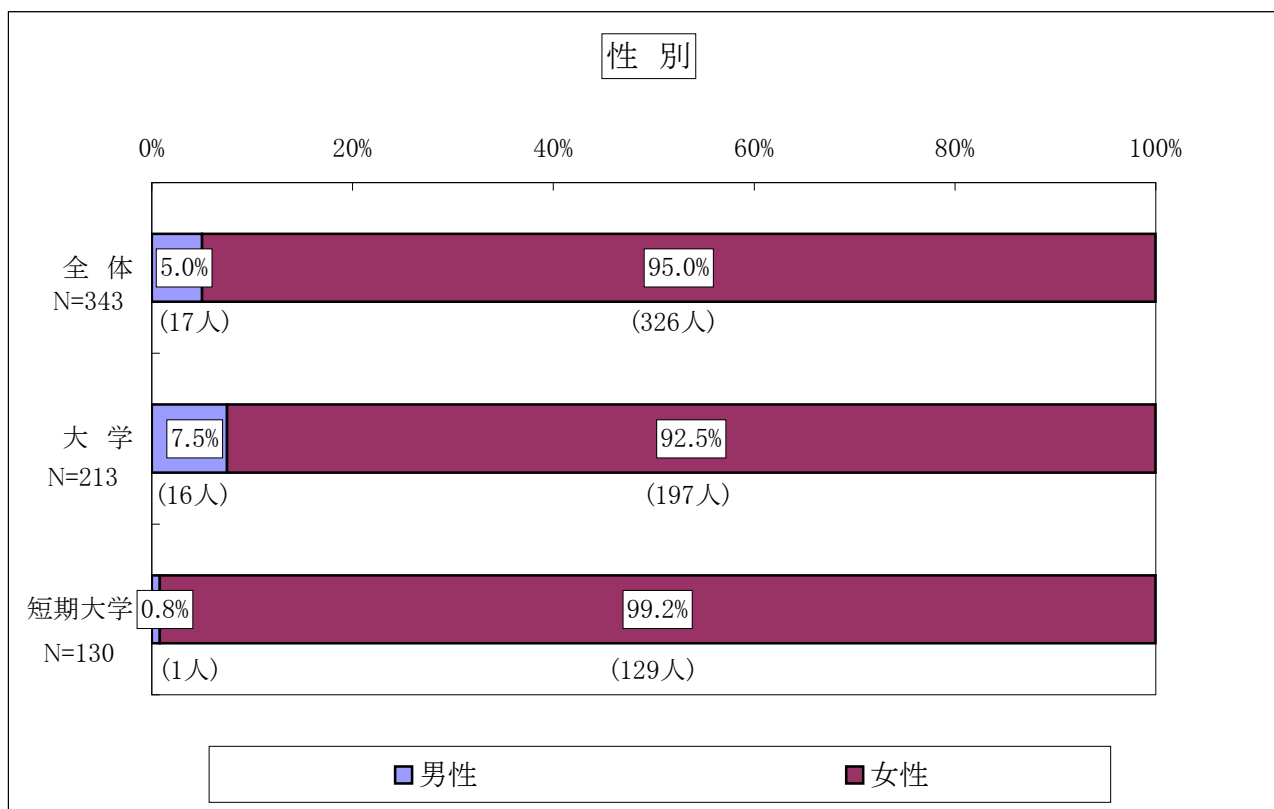 性 別
0% 20% 40% 60% 80% 100%
全 体
N=343
5.0% 95.0%
(17人) (326人)
大 学
N=213
7.5% 92.5%
(16人) (197人)
短期大学
N=130
0.8% 99.2%
(1人) (129人)
男性 女性